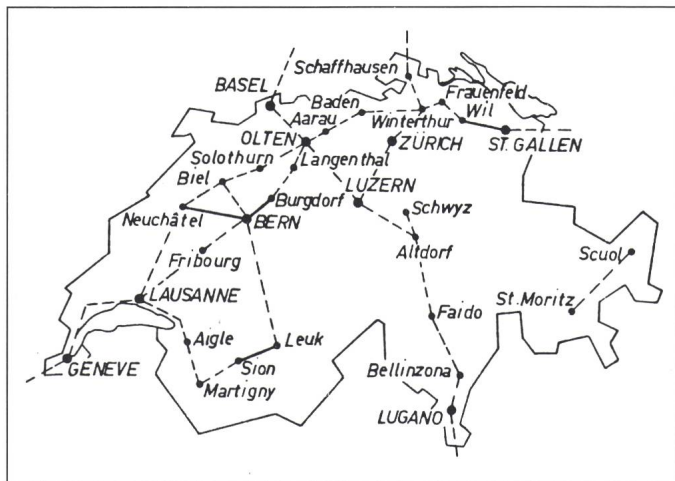 Schaffhausen
BASEL
Baden
Frauenfeld
Aarau
Wil
Winterthur
OLTEN
ZÜRICH
ST. GALLEN
Solothurn
Langenthal
Biel
LUZERN
Burgdorf
Schwyz
Neuchâtel
BERN
Altdorf
Fribourg
Scuol
LAUSANNE
St. Moritz
Faido
Aigle
Leuk
Sion
Bellinzona
GENEVE
Martigny
LUGANO